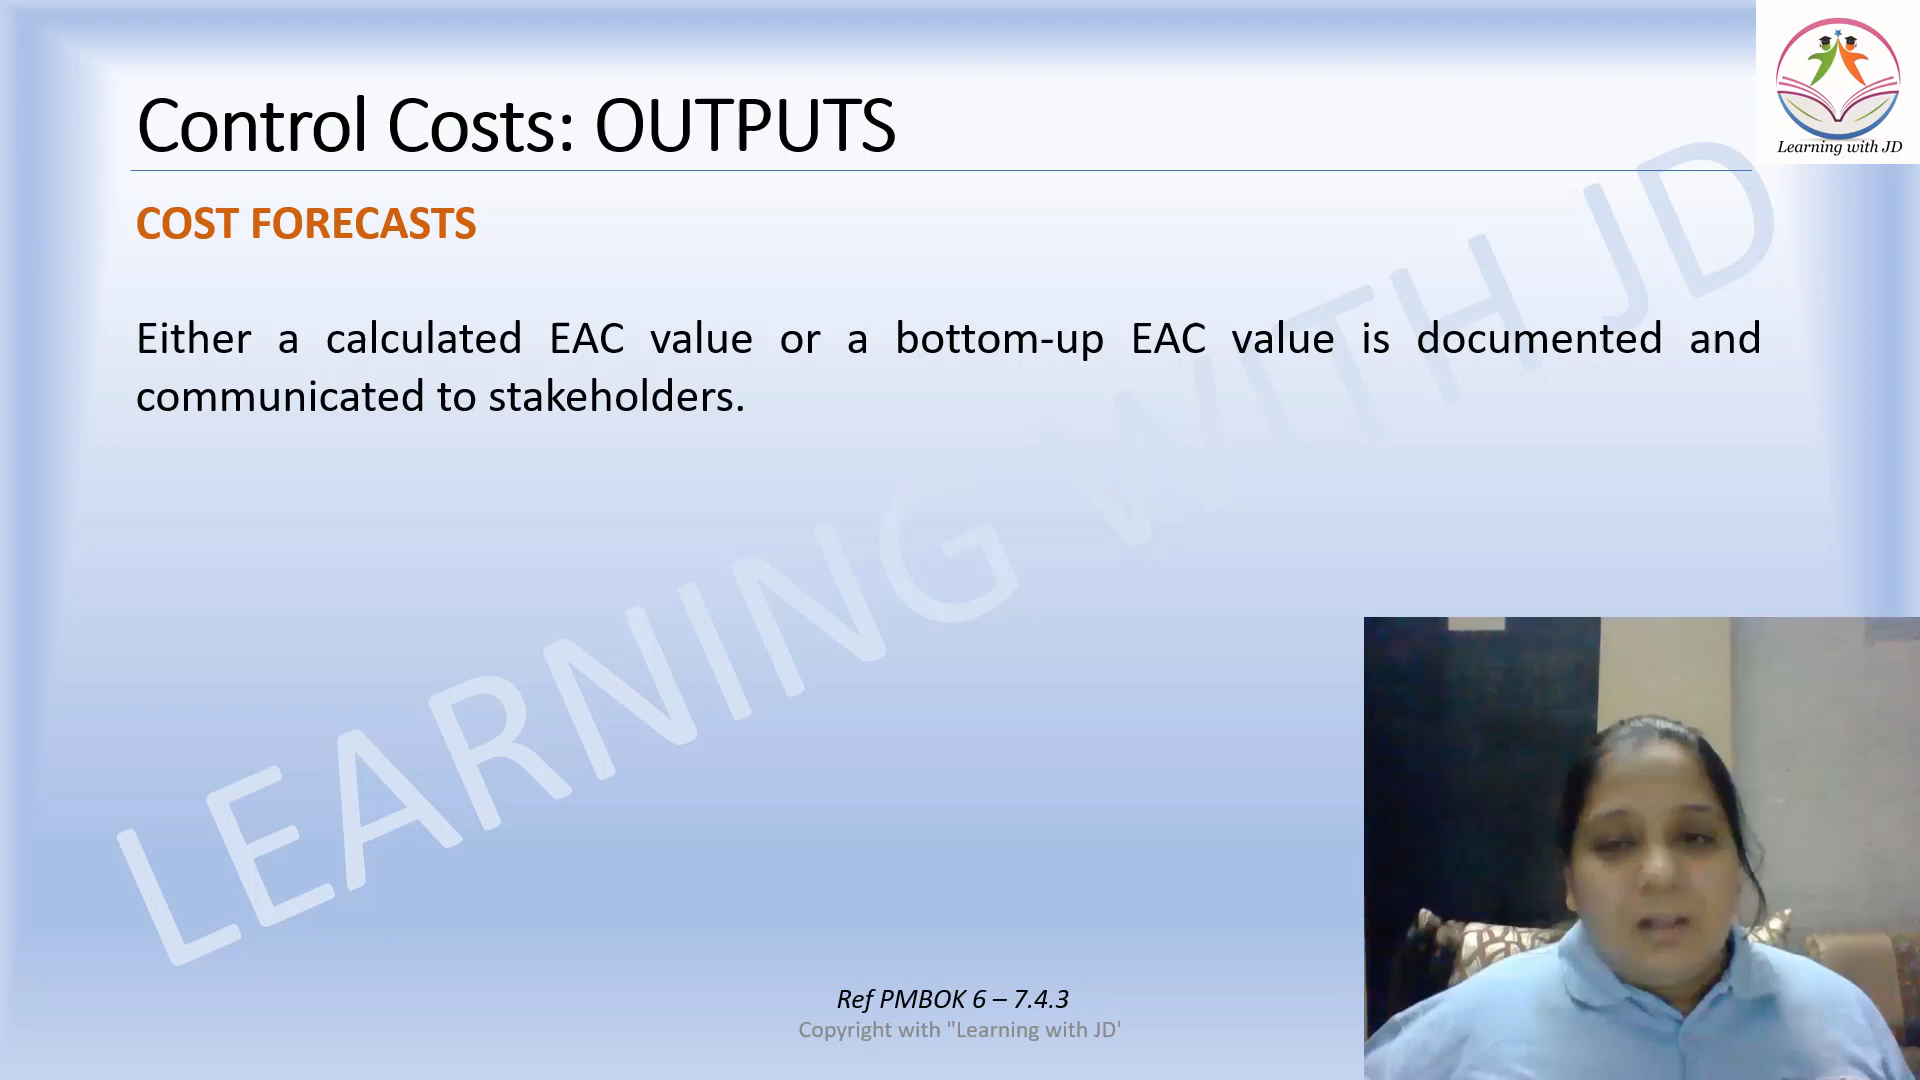 Control Costs: OUTPUTS
Learning with JD
COST FORECASTS
Either a calculated EAC value or a bottom-up EAC value is documented and
communicated to stakeholders.
LEARNING WITH JD
Ref PMBOK 6 – 7.4.3
Copyright with "Learning with JD'